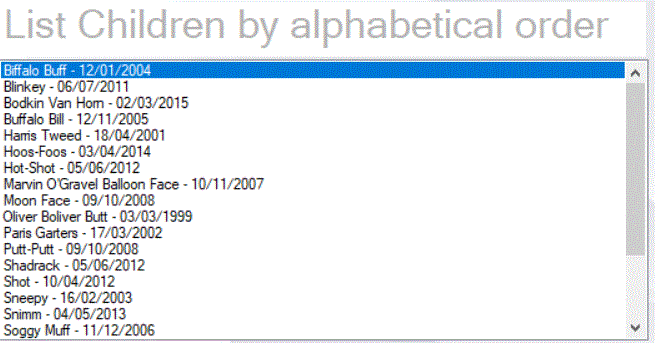 List Children by alphabetical order
Biffalo Buff - 12/01/2004
Blinkey - 06/07/2011
Bodkin Van Horn - 02/03/2015
Buffalo Bill - 12/11/2005
Harris Tweed - 18/04/2001
Hoos-Foos - 03/04/2014
Hot-Shot - 05/06/2012
Marvin O'Gravel Balloon Face - 10/11/2007
Moon Face - 09/10/2008
Oliver Boliver Butt - 03/03/1999
Paris Garters - 17/03/2002
Putt-Putt - 09/10/2008
Shadrack - 05/06/2012
Shot - 10/04/2012
Sneepy - 16/02/2003
Snimm - 04/05/2013
Soggy Muff - 11/12/2006